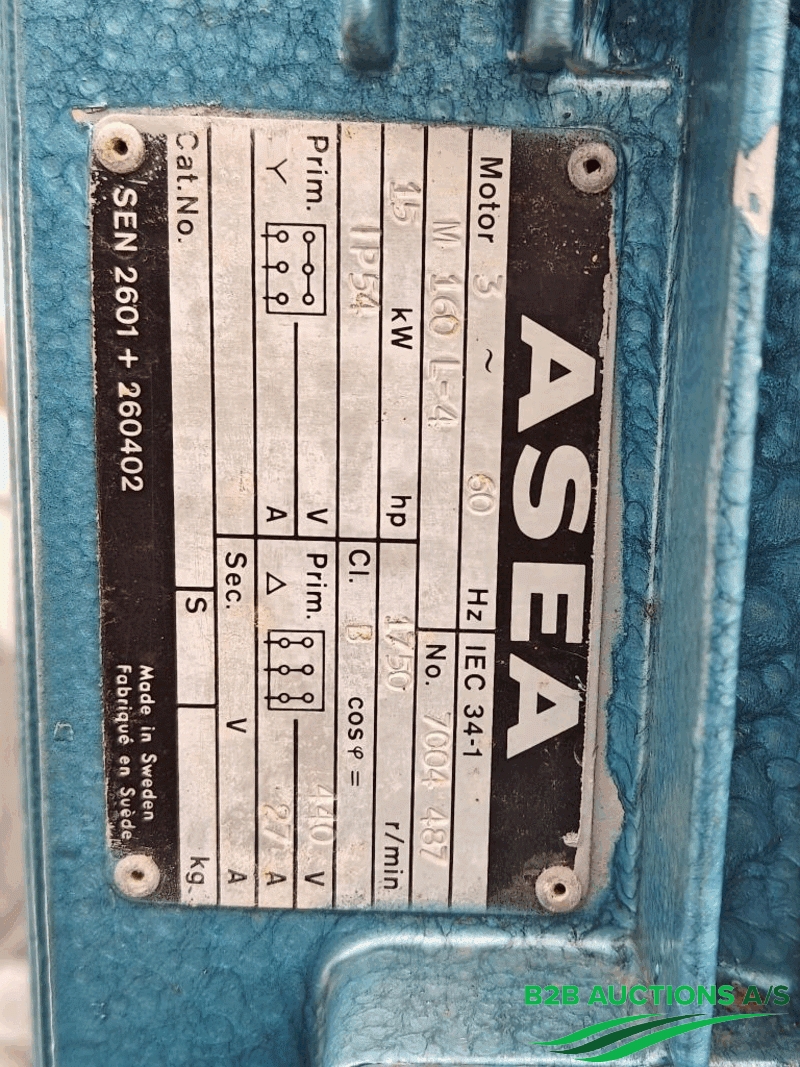 ASEA
Motor 3 ~ 60 Hz IEC 34-1
M 160 L-4 No. 7004 487
15 kW hp 1750 r/min
IP54 Cl. B cosφ =
Prim. V Prim. 440 V
Y A △ 27 A
Sec. V A
Cat.No. S kg
SEN 2601 + 260402
Made in Sweden
Fabriqué en Suède
B2B AUCTIONS A/S